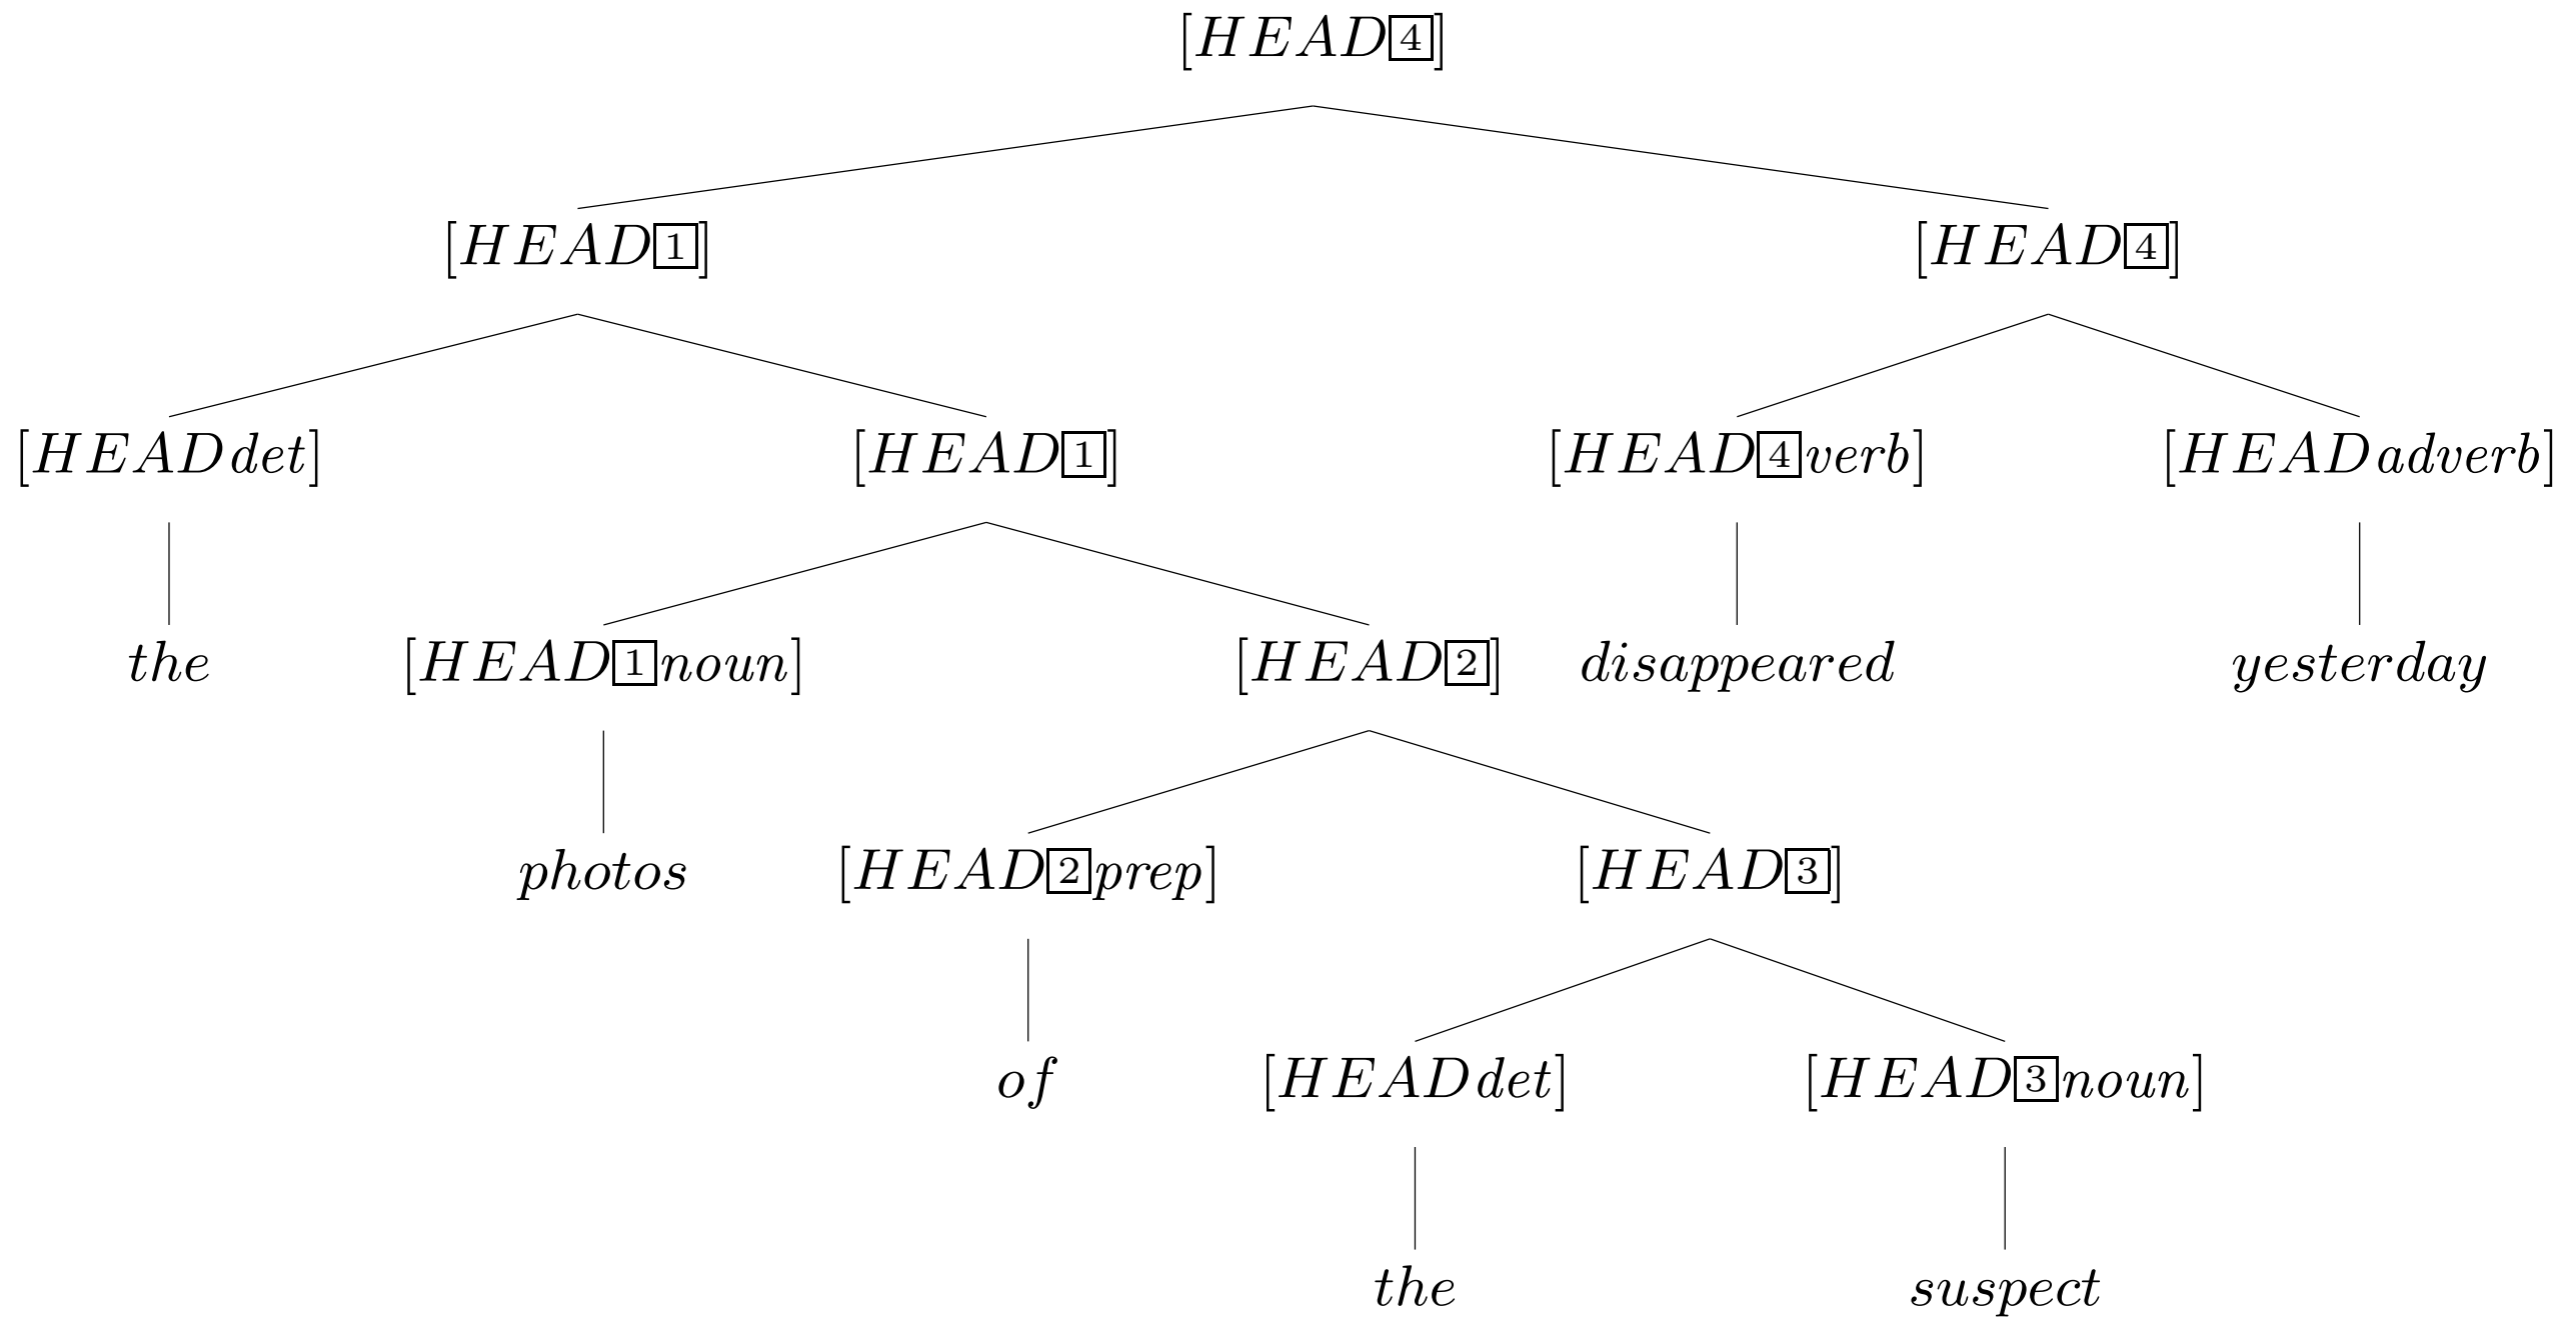 [HEAD4]
[HEAD1] [HEAD4]
[HEADdet] [HEAD1] [HEAD4verb] [HEADadverb]
the [HEAD1noun] [HEAD2] disappeared yesterday
photos [HEAD2prep] [HEAD3]
of [HEADdet] [HEAD3noun]
the suspect